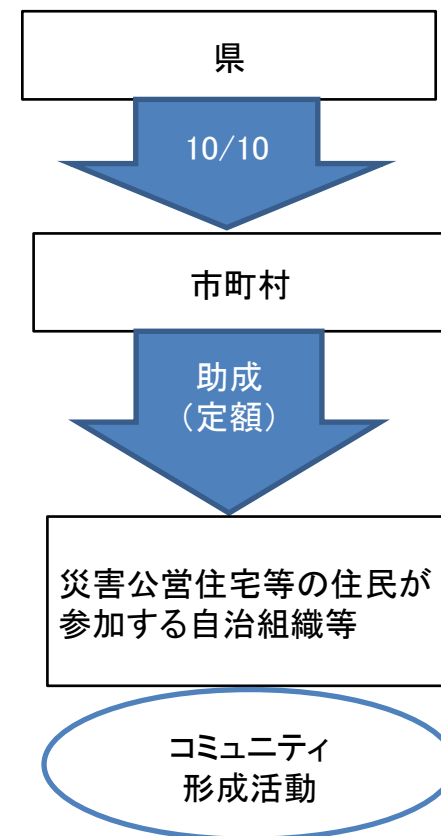 県
10/10
市町村
助成
(定額)
災害公営住宅等の住民が
参加する自治組織等
コミュニティ
形成活動